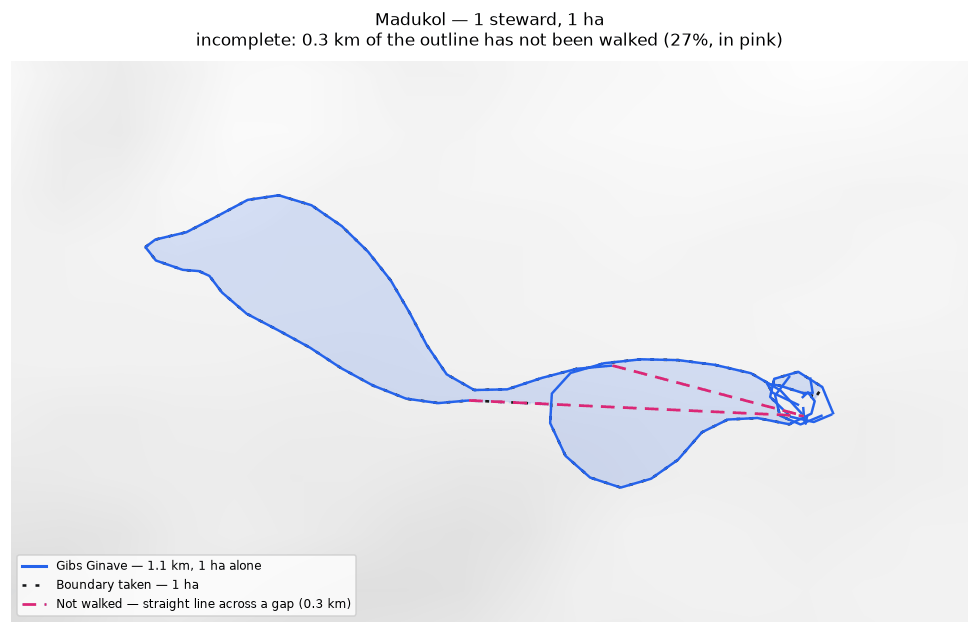 Madukol — 1 steward, 1 ha
incomplete: 0.3 km of the outline has not been walked (27%, in pink)
Gibs Ginave — 1.1 km, 1 ha alone
Boundary taken — 1 ha
Not walked — straight line across a gap (0.3 km)